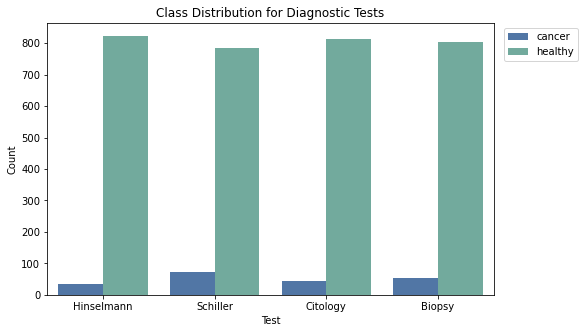 Class Distribution for Diagnostic Tests
cancer
healthy
Count
800
700
600
500
400
300
200
100
0
Hinselmann Schiller Citology Biopsy
Test